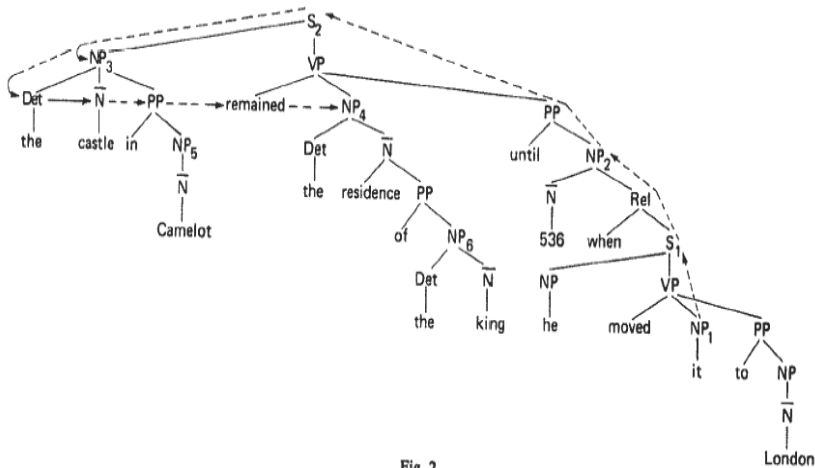 S2
NP3 VP
Det N PP remained NP4 PP
the castle in NP5 Det N until NP2
N the residence PP N Rel
Camelot of NP6 536 when S1
Det N NP VP
the king he moved NP1 PP
it to NP
N
London
Fig. 2